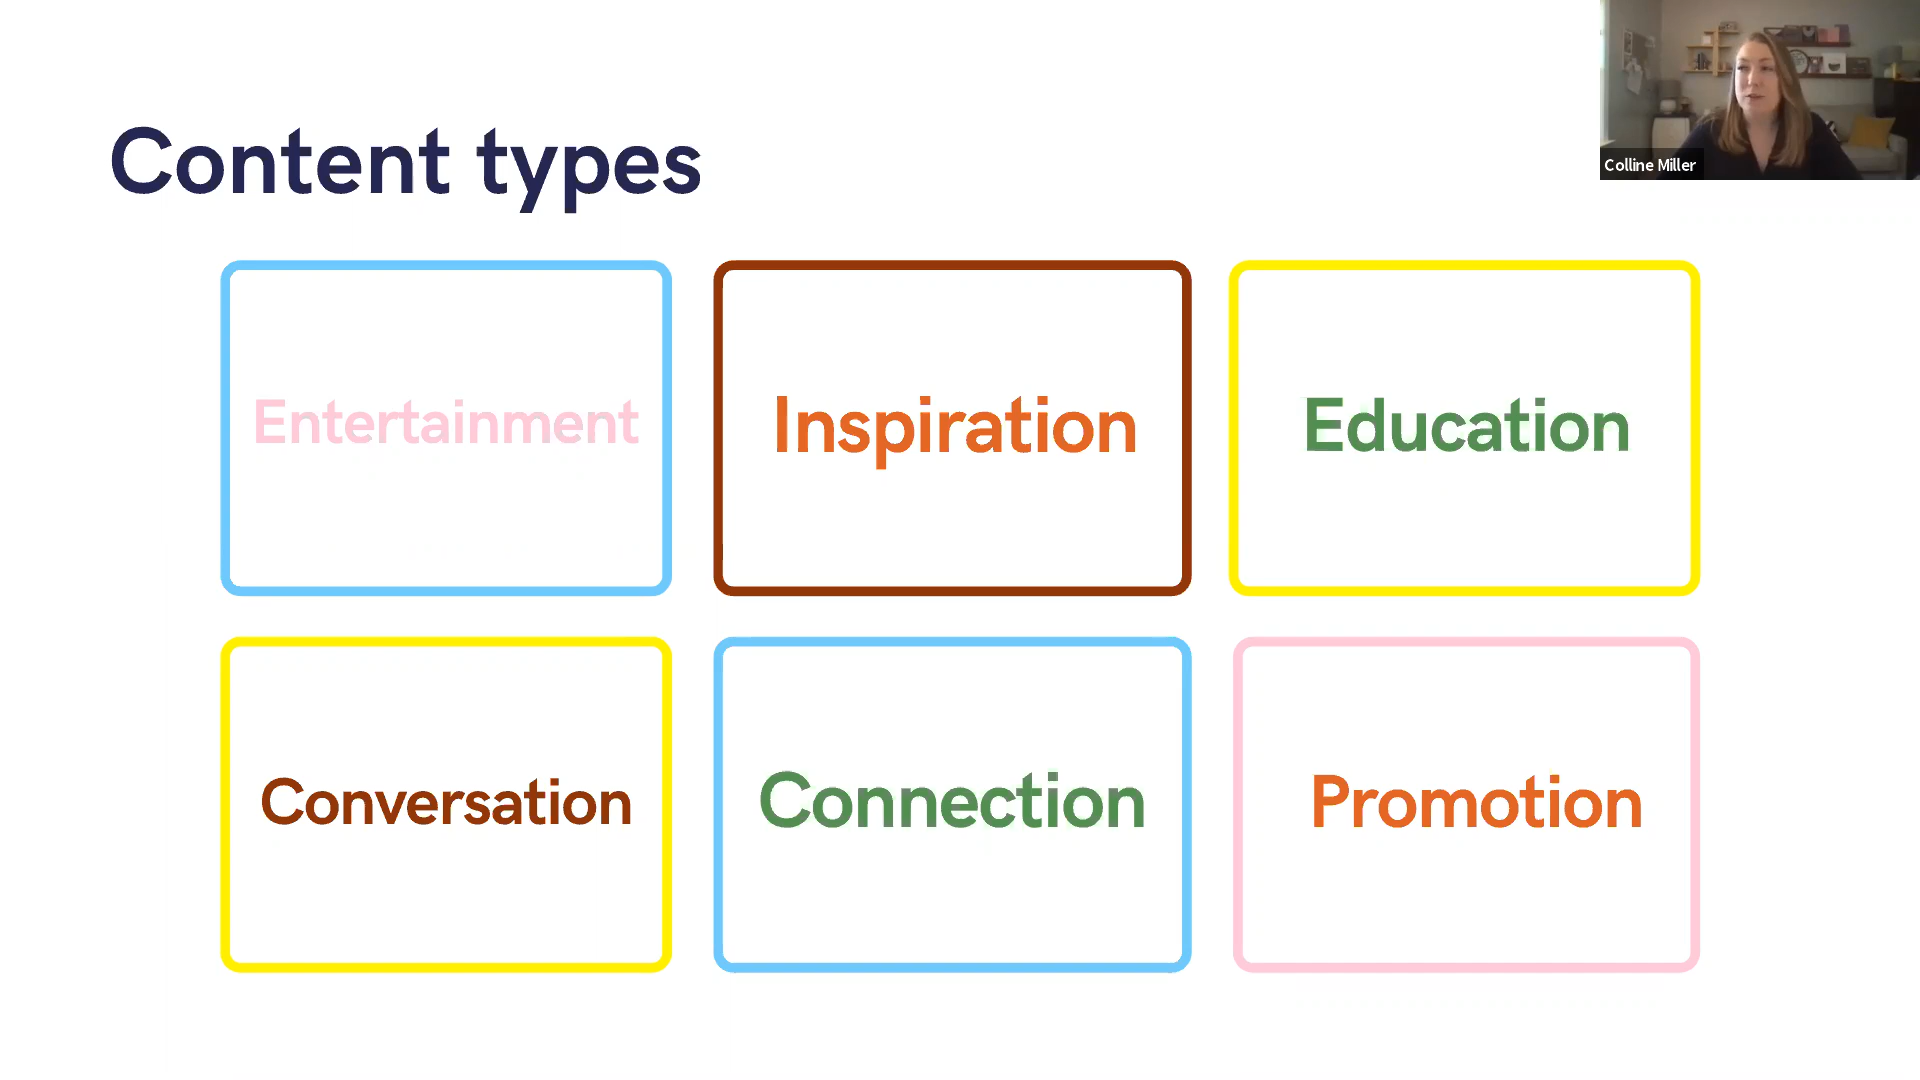 Content types
Colline Miller
Entertainment
Inspiration
Education
Conversation
Connection
Promotion